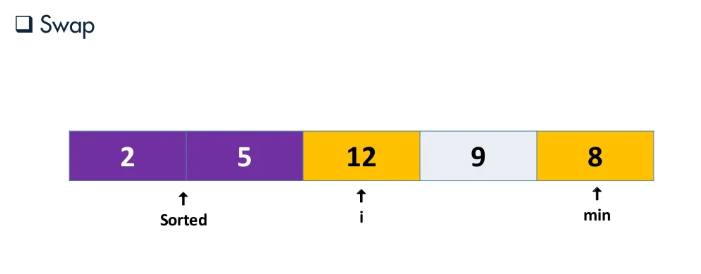 ❑ Swap
2 5 12 9 8
↑ ↑ ↑
Sorted i min